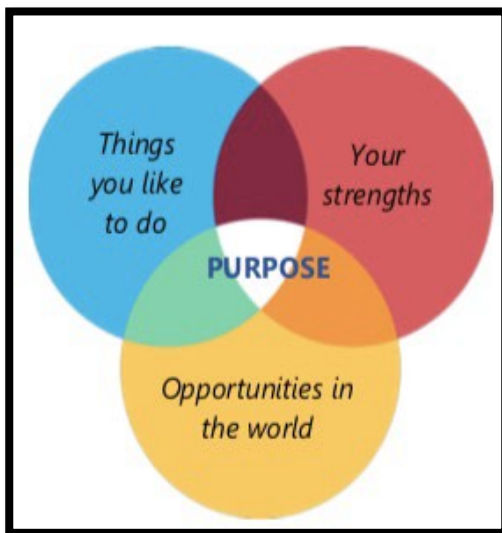 Things
you like
to do
Your
strengths
PURPOSE
Opportunities in
the world